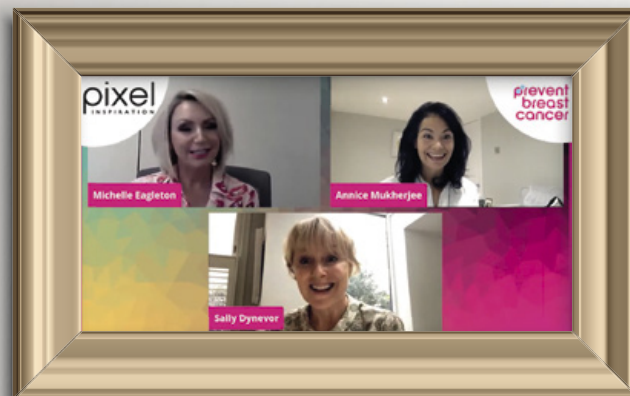 pixel
INSPIRATION
prevent
breast
cancer
Michelle Eagleton
Annice Mukherjee
Sally Dynevor